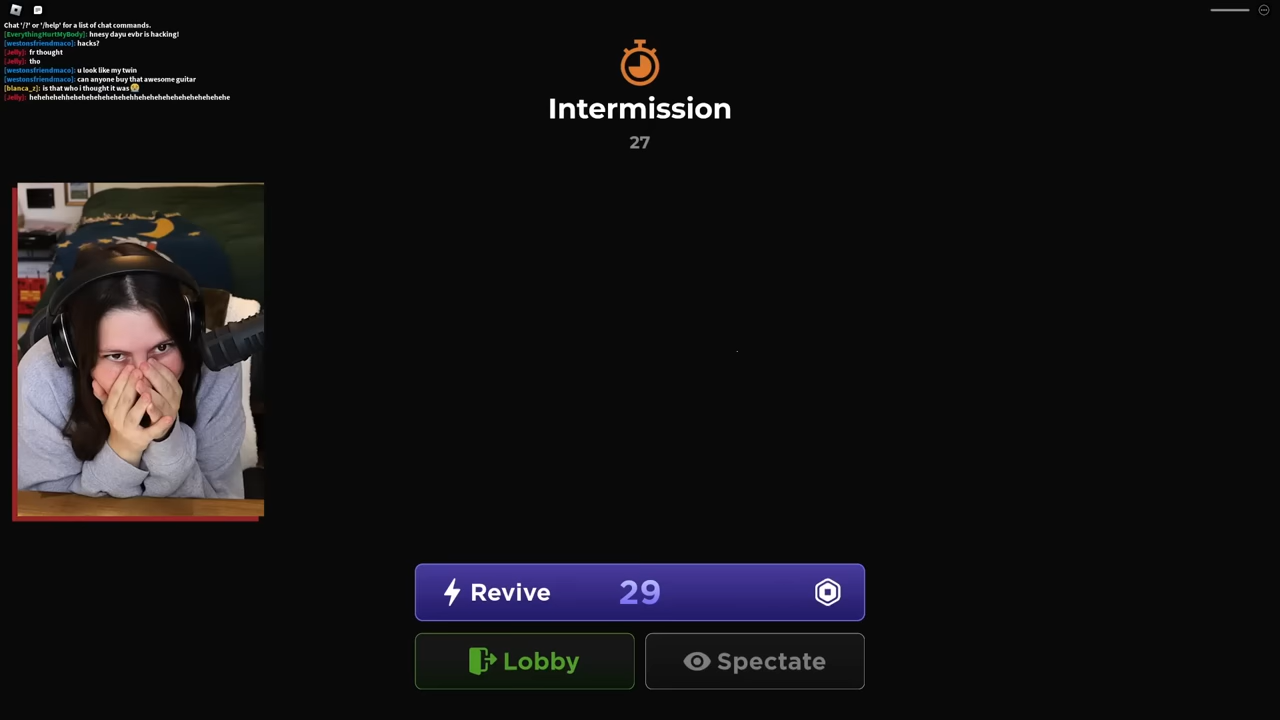 Chat '/?' or '/help' for a list of chat commands.
[EverythingHurtMyBody]: hnesy dayu evbr is hacking!
[westonsfriendmaco]: hacks?
[Jelly]: fr thought
[Jelly]: tho
[westonsfriendmaco]: u look like my twin
[westonsfriendmaco]: can anyone buy that awesome guitar
[blanca_z]: is that who i thought it was 😢
[Jelly]: hehehehehhehehehehehehehhehehehehehehehehehehe
Intermission
27
Revive 29
Lobby
Spectate